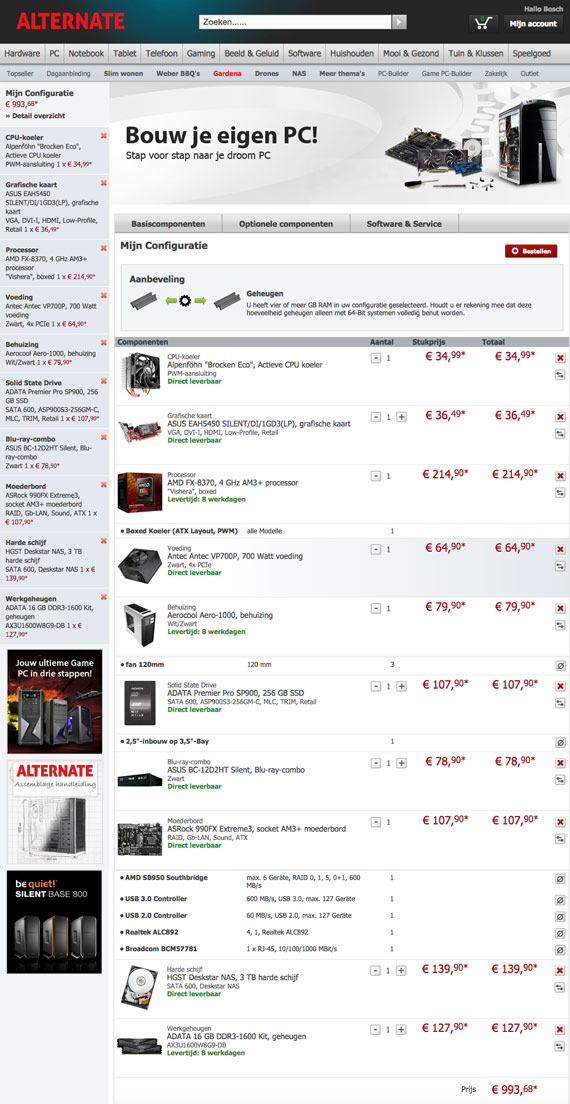 Hallo Bosch
ALTERNATE
Zoeken......
Mijn account
Hardware PC Notebook Tablet Telefoon Gaming Beeld & Geluid Software Huishouden Mooi & Gezond Tuin & Klussen Speelgoed
Topseller Dagaanbieding Slim wonen Weber BBQ's Gardena Drones NAS Meer thema's PC-Builder Game PC-Builder Zakelijk Outlet
Mijn Configuratie
€ 993,68*
» Detail overzicht
CPU-koeler
Alpenföhn "Brocken Eco",
Actieve CPU koeler
PWM-aansluiting 1 x € 34,99*
Grafische kaart
ASUS EAH5450
SILENT/DI/1GD3(LP),
grafische kaart
VGA, DVI-I, HDMI, Low-Profile,
Retail 1 x € 36,49*
Processor
AMD FX-8370, 4 GHz AM3+
processor
"Vishera", boxed 1 x € 214,90*
Voeding
Antec Antec VP700P, 700 Watt
voeding
Zwart, 4x PCIe 1 x € 64,90*
Behuizing
Aerocool Aero-1000, behuizing
Wit/Zwart 1 x € 79,90*
Solid State Drive
ADATA Premier Pro SP900, 256
GB SSD
SATA 600, ASP900S3-256GM-C,
MLC, TRIM, Retail 1 x € 107,90*
Blu-ray-combo
ASUS BC-12D2HT Silent, Blu-
ray-combo
Zwart 1 x € 78,90*
Moederbord
ASRock 990FX Extreme3,
socket AM3+ moederbord
RAID, Gb-LAN, Sound, ATX 1 x
€ 107,90*
Harde schijf
HGST Deskstar NAS, 3 TB
harde schijf
SATA 600, Deskstar NAS 1 x €
139,90*
Werkgeheugen
ADATA 16 GB DDR3-1600 Kit,
geheugen
AX3U1600W8G9-DB 1 x €
127,90*
Jouw ultieme Game
PC in drie stappen!
ALTERNATE
Assemblage handleiding
be quiet!
SILENT BASE 800
Bouw je eigen PC!
Stap voor stap naar je droom PC
Basiscomponenten Optionele componenten Software & Service
Mijn Configuratie
Bestellen
Aanbeveling
Geheugen
U heeft vier of meer GB RAM in uw configuratie geselecteerd. Houdt u er rekening mee dat deze
hoeveelheid geheugen alleen met 64-Bit systemen volledig benut worden.
Componenten Aantal Stukprijs Totaal
CPU-koeler
Alpenföhn "Brocken Eco", Actieve CPU koeler - 1 € 34,99* € 34,99*
PWM-aansluiting
Direct leverbaar
Grafische kaart
ASUS EAH5450 SILENT/DI/1GD3(LP), grafische kaart - 1 + € 36,49* € 36,49*
VGA, DVI-I, HDMI, Low-Profile, Retail
Direct leverbaar
Processor
AMD FX-8370, 4 GHz AM3+ processor - 1 € 214,90* € 214,90*
"Vishera", boxed
Levertijd: 8 werkdagen
• Boxed Koeler (ATX Layout, PWM) alle Modelle 1
Voeding
Antec Antec VP700P, 700 Watt voeding - 1 € 64,90* € 64,90*
Zwart, 4x PCIe
Direct leverbaar
Behuizing
Aerocool Aero-1000, behuizing - 1 € 79,90* € 79,90*
Wit/Zwart
Levertijd: 8 werkdagen
• fan 120mm 120 mm 3
Solid State Drive
ADATA Premier Pro SP900, 256 GB SSD - 1 + € 107,90* € 107,90*
SATA 600, ASP900S3-256GM-C, MLC, TRIM, Retail
Direct leverbaar
• 2,5"-inbouw op 3,5"-Bay 1
Blu-ray-combo
ASUS BC-12D2HT Silent, Blu-ray-combo - 1 + € 78,90* € 78,90*
Zwart
Direct leverbaar
Moederbord
ASRock 990FX Extreme3, socket AM3+ moederbord - 1 € 107,90* € 107,90*
RAID, Gb-LAN, Sound, ATX
Direct leverbaar
• AMD SB950 Southbridge max. 6 Geräte, RAID 0, 1, 5, 0+1, 600 1
MB/s
• USB 3.0 Controller 600 MB/s, USB 3.0, max. 127 Geräte 1
• USB 2.0 Controller 60 MB/s, USB 2.0, max. 127 Geräte 1
• Realtek ALC892 4, 1, Realtek ALC892 1
• Broadcom BCM57781 1 x RJ-45, 10/100/1000 MBit/s 1
Harde schijf
HGST Deskstar NAS, 3 TB harde schijf - 1 + € 139,90* € 139,90*
SATA 600, Deskstar NAS
Direct leverbaar
Werkgeheugen
ADATA 16 GB DDR3-1600 Kit, geheugen - 1 + € 127,90* € 127,90*
AX3U1600W8G9-DB
Levertijd: 8 werkdagen
Prijs € 993,68*